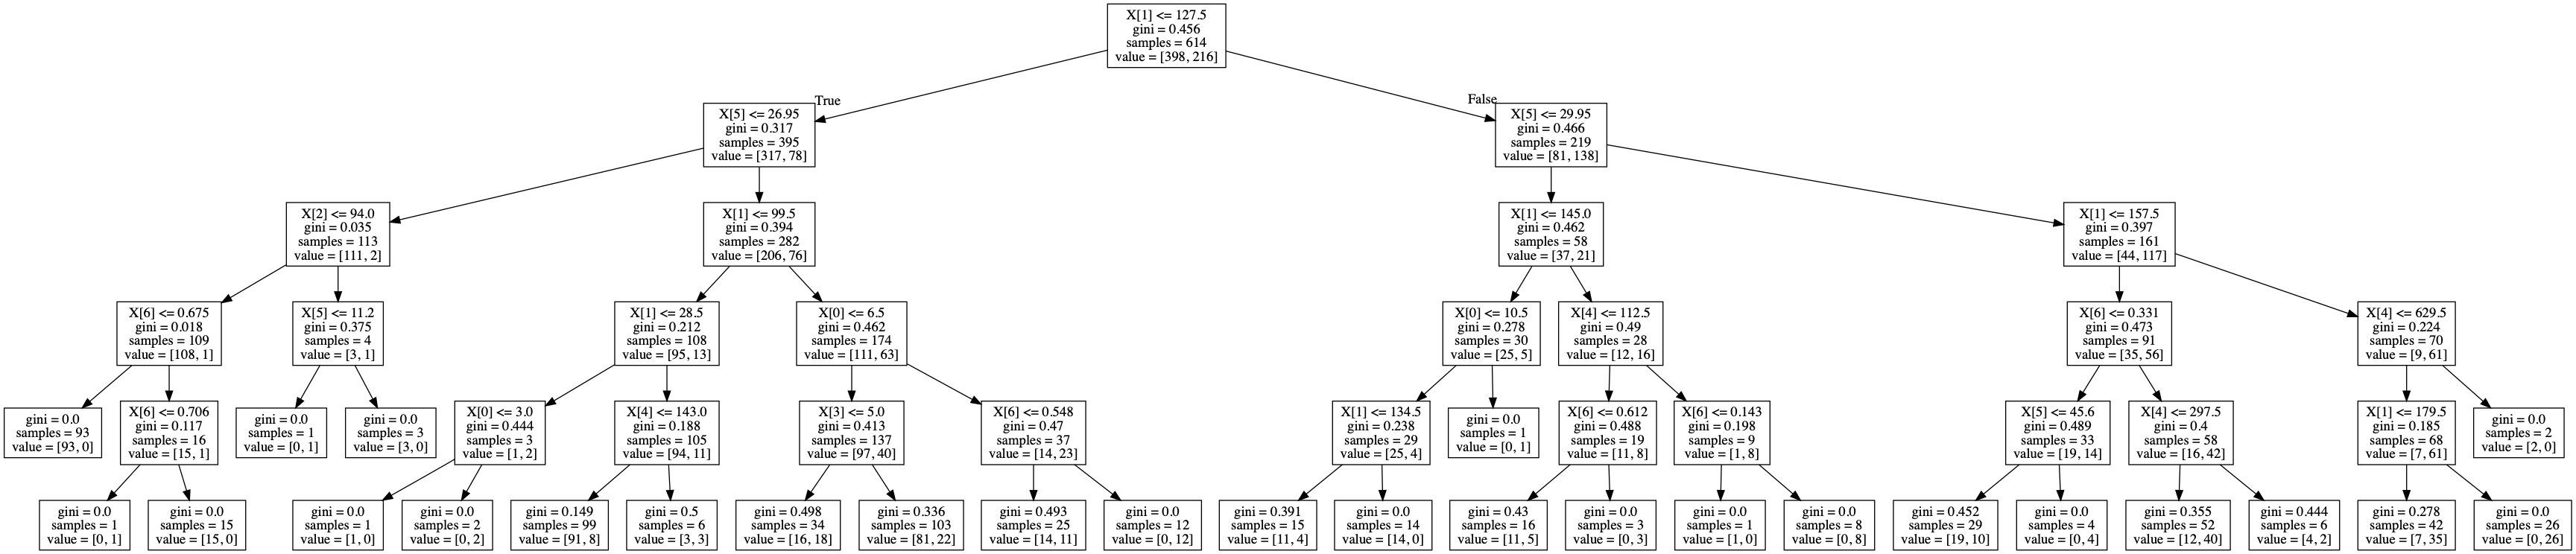 X[1] <= 127.5
gini = 0.456
samples = 614
value = [398, 216]
True
False
X[5] <= 26.95
gini = 0.317
samples = 395
value = [317, 78]
X[5] <= 29.95
gini = 0.466
samples = 219
value = [81, 138]
X[2] <= 94.0
gini = 0.035
samples = 113
value = [111, 2]
X[1] <= 99.5
gini = 0.394
samples = 282
value = [206, 76]
X[1] <= 145.0
gini = 0.462
samples = 58
value = [37, 21]
X[1] <= 157.5
gini = 0.397
samples = 161
value = [44, 117]
X[6] <= 0.675
gini = 0.018
samples = 109
value = [108, 1]
X[5] <= 11.2
gini = 0.375
samples = 4
value = [3, 1]
X[1] <= 28.5
gini = 0.212
samples = 108
value = [95, 13]
X[0] <= 6.5
gini = 0.462
samples = 174
value = [111, 63]
X[0] <= 10.5
gini = 0.278
samples = 30
value = [25, 5]
X[4] <= 112.5
gini = 0.49
samples = 28
value = [12, 16]
X[6] <= 0.331
gini = 0.473
samples = 91
value = [35, 56]
X[4] <= 629.5
gini = 0.224
samples = 70
value = [9, 61]
gini = 0.0
samples = 93
value = [93, 0]
X[6] <= 0.706
gini = 0.117
samples = 16
value = [15, 1]
gini = 0.0
samples = 1
value = [0, 1]
gini = 0.0
samples = 3
value = [3, 0]
X[0] <= 3.0
gini = 0.444
samples = 3
value = [1, 2]
X[4] <= 143.0
gini = 0.188
samples = 105
value = [94, 11]
X[3] <= 5.0
gini = 0.413
samples = 137
value = [97, 40]
X[6] <= 0.548
gini = 0.47
samples = 37
value = [14, 23]
X[1] <= 134.5
gini = 0.238
samples = 29
value = [25, 4]
gini = 0.0
samples = 1
value = [0, 1]
X[6] <= 0.612
gini = 0.488
samples = 19
value = [11, 8]
X[6] <= 0.143
gini = 0.198
samples = 9
value = [1, 8]
X[5] <= 45.6
gini = 0.489
samples = 33
value = [19, 14]
X[4] <= 297.5
gini = 0.4
samples = 58
value = [16, 42]
X[1] <= 179.5
gini = 0.185
samples = 68
value = [7, 61]
gini = 0.0
samples = 2
value = [2, 0]
gini = 0.0
samples = 1
value = [0, 1]
gini = 0.0
samples = 15
value = [15, 0]
gini = 0.0
samples = 1
value = [1, 0]
gini = 0.0
samples = 2
value = [0, 2]
gini = 0.149
samples = 99
value = [91, 8]
gini = 0.5
samples = 6
value = [3, 3]
gini = 0.498
samples = 34
value = [16, 18]
gini = 0.336
samples = 103
value = [81, 22]
gini = 0.493
samples = 25
value = [14, 11]
gini = 0.0
samples = 12
value = [0, 12]
gini = 0.391
samples = 15
value = [11, 4]
gini = 0.0
samples = 14
value = [14, 0]
gini = 0.43
samples = 16
value = [11, 5]
gini = 0.0
samples = 3
value = [0, 3]
gini = 0.0
samples = 1
value = [1, 0]
gini = 0.0
samples = 8
value = [0, 8]
gini = 0.452
samples = 29
value = [19, 10]
gini = 0.0
samples = 4
value = [0, 4]
gini = 0.355
samples = 52
value = [12, 40]
gini = 0.444
samples = 6
value = [4, 2]
gini = 0.278
samples = 42
value = [7, 35]
gini = 0.0
samples = 26
value = [0, 26]